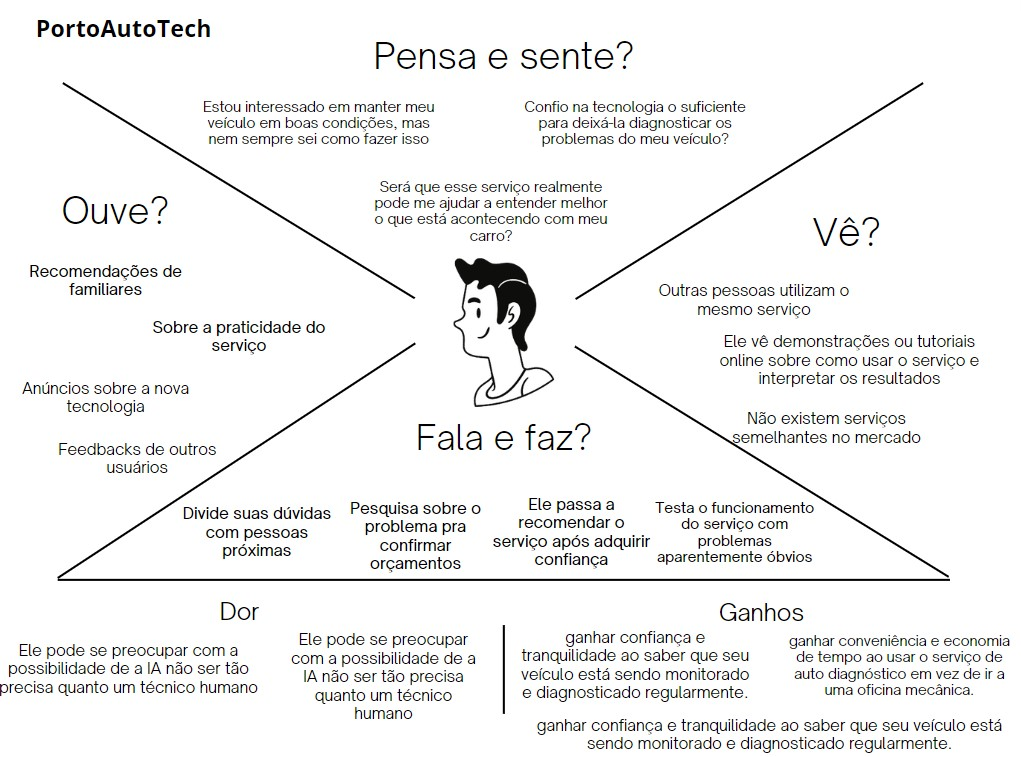 PortoAutoTech
Pensa e sente?
Estou interessado em manter meu
veículo em boas condições, mas
nem sempre sei como fazer isso
Confio na tecnologia o suficiente
para deixá-la diagnosticar os
problemas do meu veículo?
Será que esse serviço realmente
pode me ajudar a entender melhor
o que está acontecendo com meu
carro?
Ouve?
Recomendações de
familiares
Sobre a praticidade do
serviço
Anúncios sobre a nova
tecnologia
Feedbacks de outros
usuários
Vê?
Outras pessoas utilizam o
mesmo serviço
Ele vê demonstrações ou tutoriais
online sobre como usar o serviço e
interpretar os resultados
Não existem serviços
semelhantes no mercado
Fala e faz?
Divide suas dúvidas
com pessoas
próximas
Pesquisa sobre o
problema pra
confirmar
orçamentos
Ele passa a
recomendar o
serviço após adquirir
confiança
Testa o funcionamento
do serviço com
problemas
aparentemente óbvios
Dor
Ele pode se preocupar com a
possibilidade de a IA não ser tão
precisa quanto um técnico humano
Ele pode se preocupar
com a possibilidade de a
IA não ser tão precisa
quanto um técnico
humano
Ganhos
ganhar confiança e
tranquilidade ao saber que seu
veículo está sendo monitorado
e diagnosticado regularmente.
ganhar conveniência e economia
de tempo ao usar o serviço de
auto diagnóstico em vez de ir a
uma oficina mecânica.
ganhar confiança e tranquilidade ao saber que seu veículo está
sendo monitorado e diagnosticado regularmente.